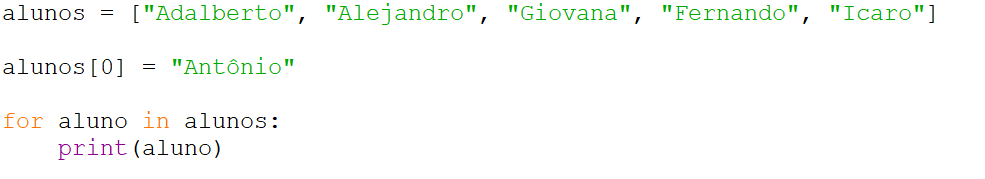 alunos = ["Adalberto", "Alejandro", "Giovana", "Fernando", "Icaro"]
alunos[0] = "Antônio"
for aluno in alunos:
    print(aluno)